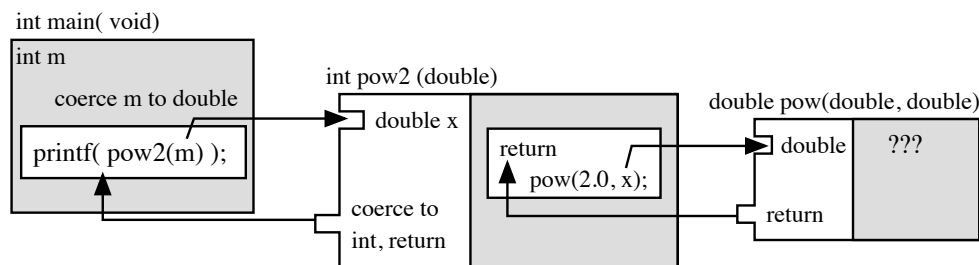 int main( void)
int m
coerce m to double
printf( pow2(m) );
int pow2 (double)
double x
coerce to
int, return
return
pow(2.0, x);
double pow(double, double)
double
return
???